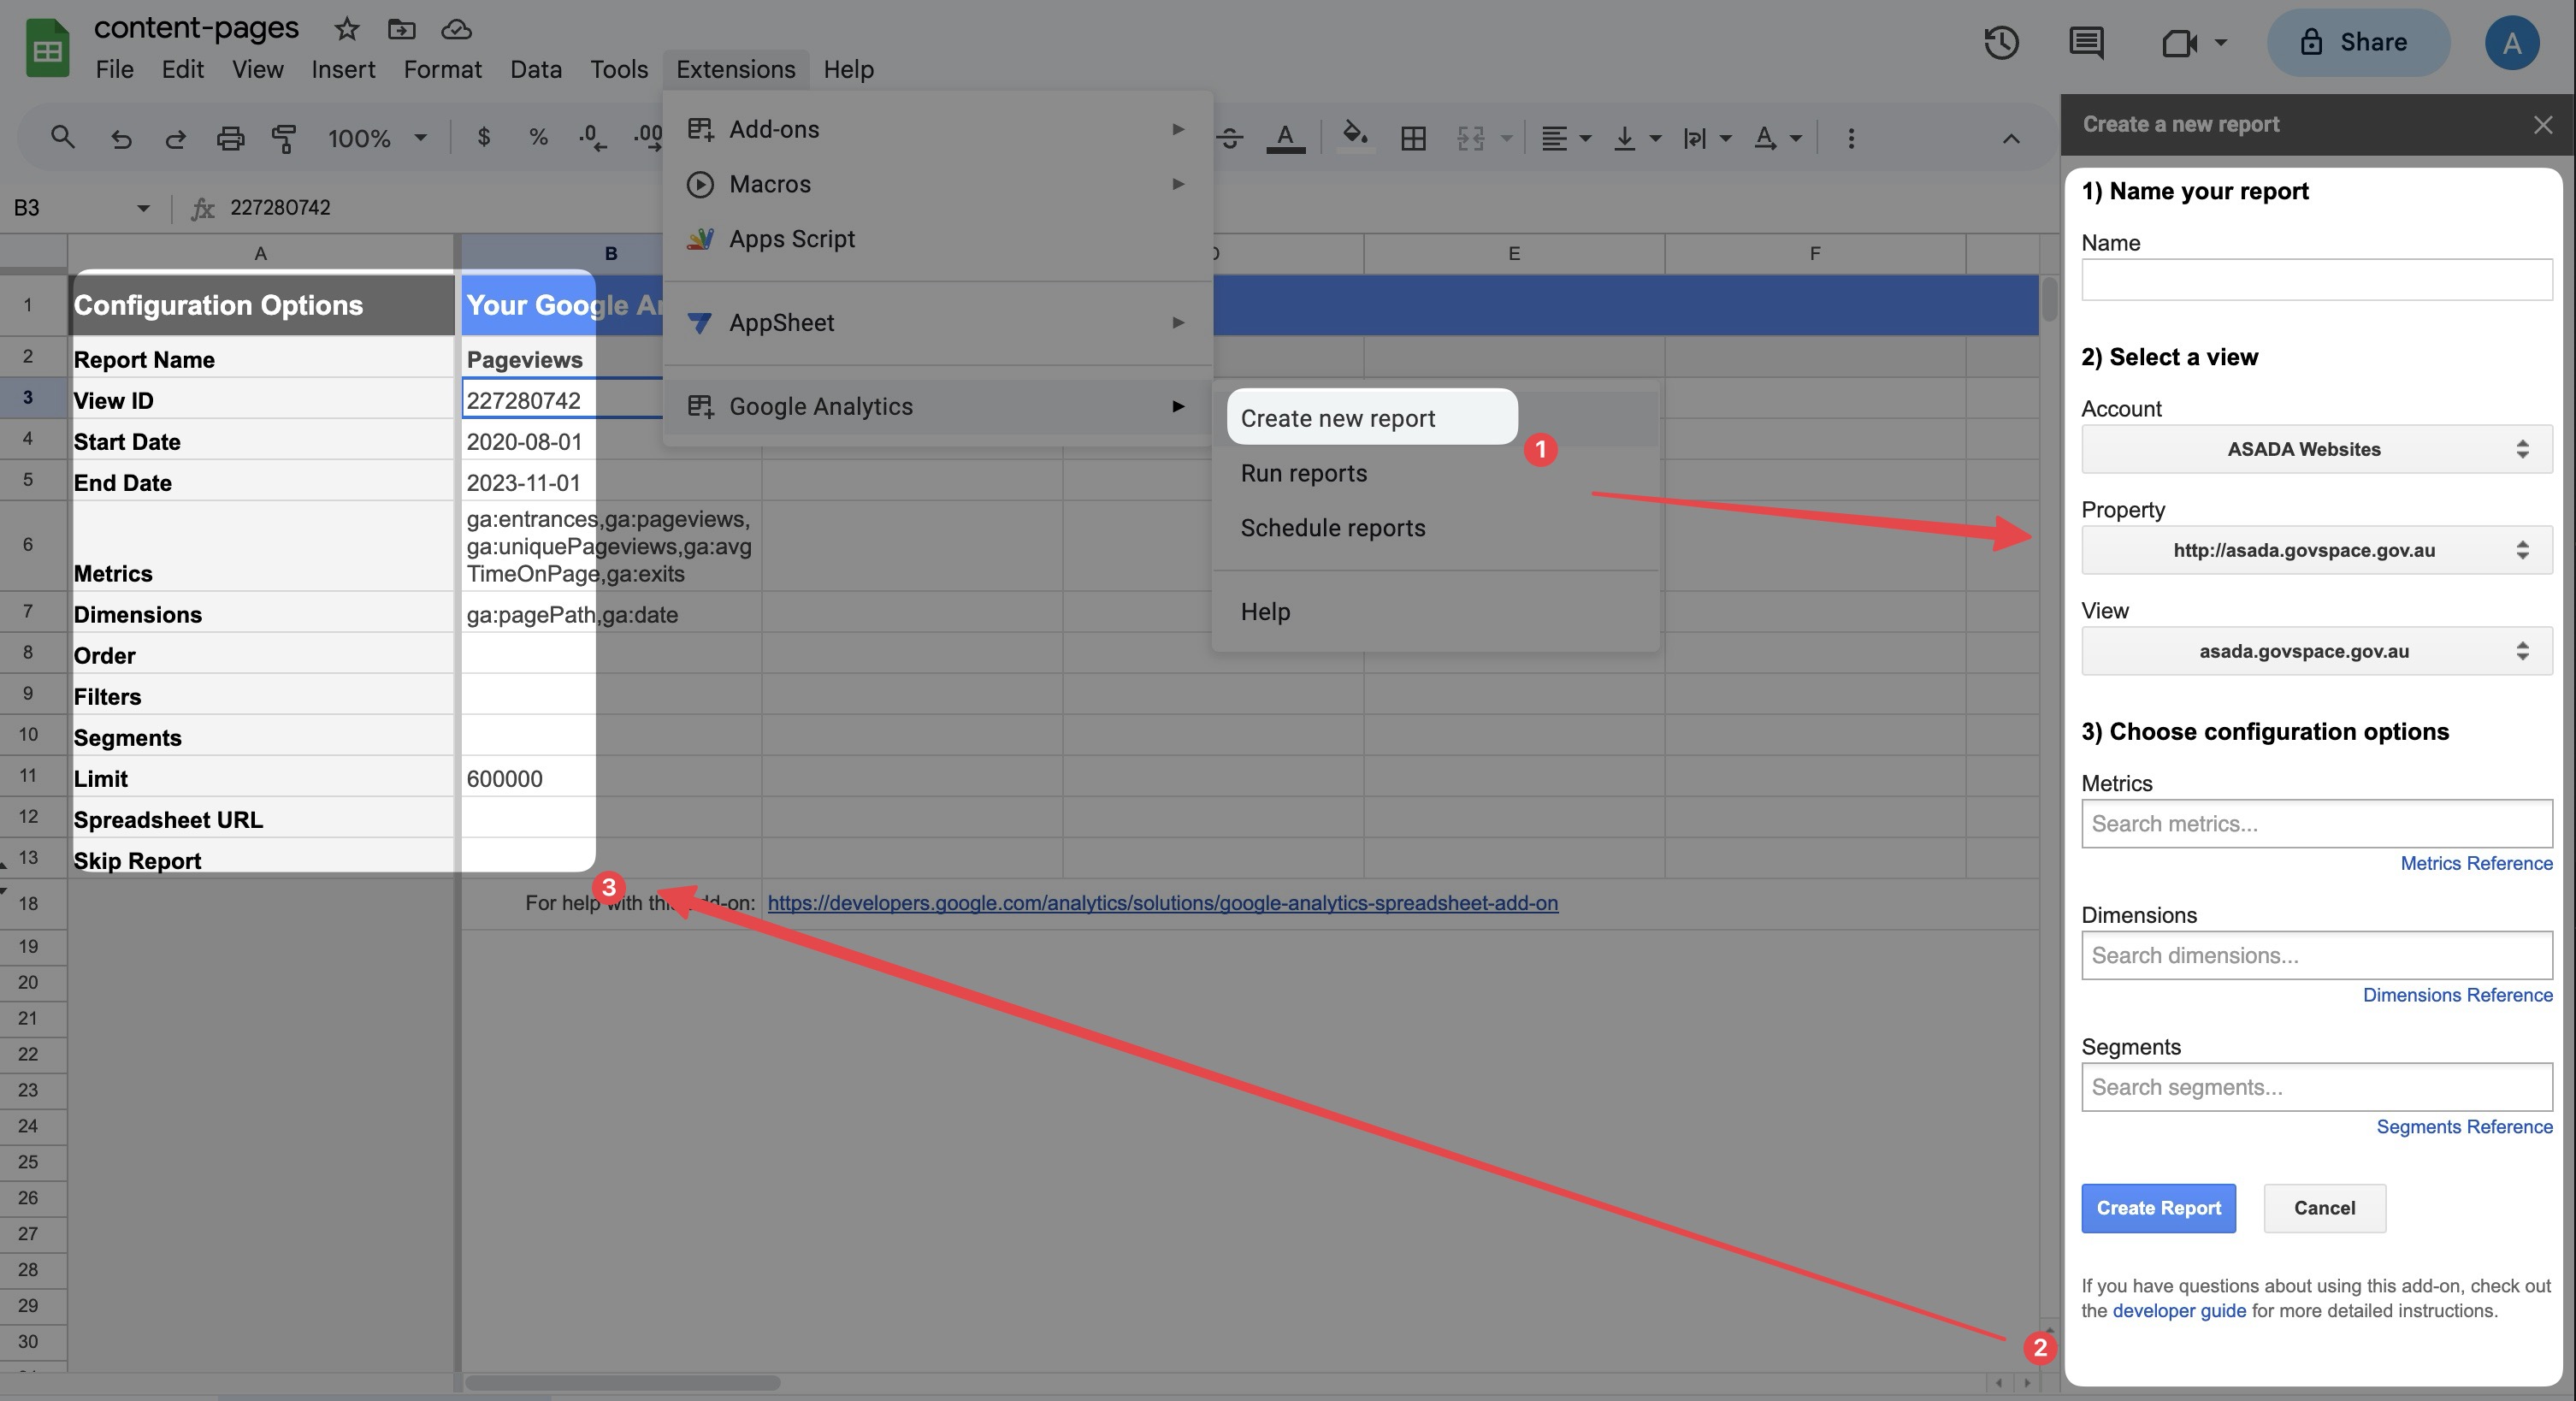 content-pages
File Edit View Insert Format Data Tools Extensions Help
Share
A
100%
$ % .0 .00
A
B3
fx 227280742
A B D E F
1 Configuration Options Your Google A
2 Report Name Pageviews
3 View ID 227280742
4 Start Date 2020-08-01
5 End Date 2023-11-01
6 Metrics ga:entrances,ga:pageviews,
ga:uniquePageviews,ga:avg
TimeOnPage,ga:exits
7 Dimensions ga:pagePath,ga:date
8 Order
9 Filters
10 Segments
11 Limit 600000
12 Spreadsheet URL
13 Skip Report
18 For help with this add-on: https://developers.google.com/analytics/solutions/google-analytics-spreadsheet-add-on
19
20
21
22
23
24
25
26
27
28
29
30
Add-ons
Macros
Apps Script
AppSheet
Google Analytics
Create new report
Run reports
Schedule reports
Help
1
3
2
Create a new report
1) Name your report
Name
2) Select a view
Account
ASADA Websites
Property
http://asada.govspace.gov.au
View
asada.govspace.gov.au
3) Choose configuration options
Metrics
Search metrics...
Metrics Reference
Dimensions
Search dimensions...
Dimensions Reference
Segments
Search segments...
Segments Reference
Create Report Cancel
If you have questions about using this add-on, check out
the developer guide for more detailed instructions.